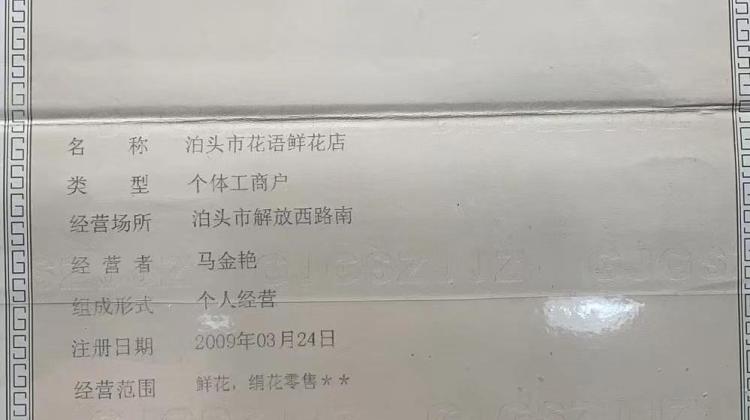 名 称 泊头市花语鲜花店
类 型 个体工商户
经营场所 泊头市解放西路南
经 营 者 马金艳
组成形式 个人经营
注册日期 2009年03月24日
经营范围 鲜花，绢花零售**